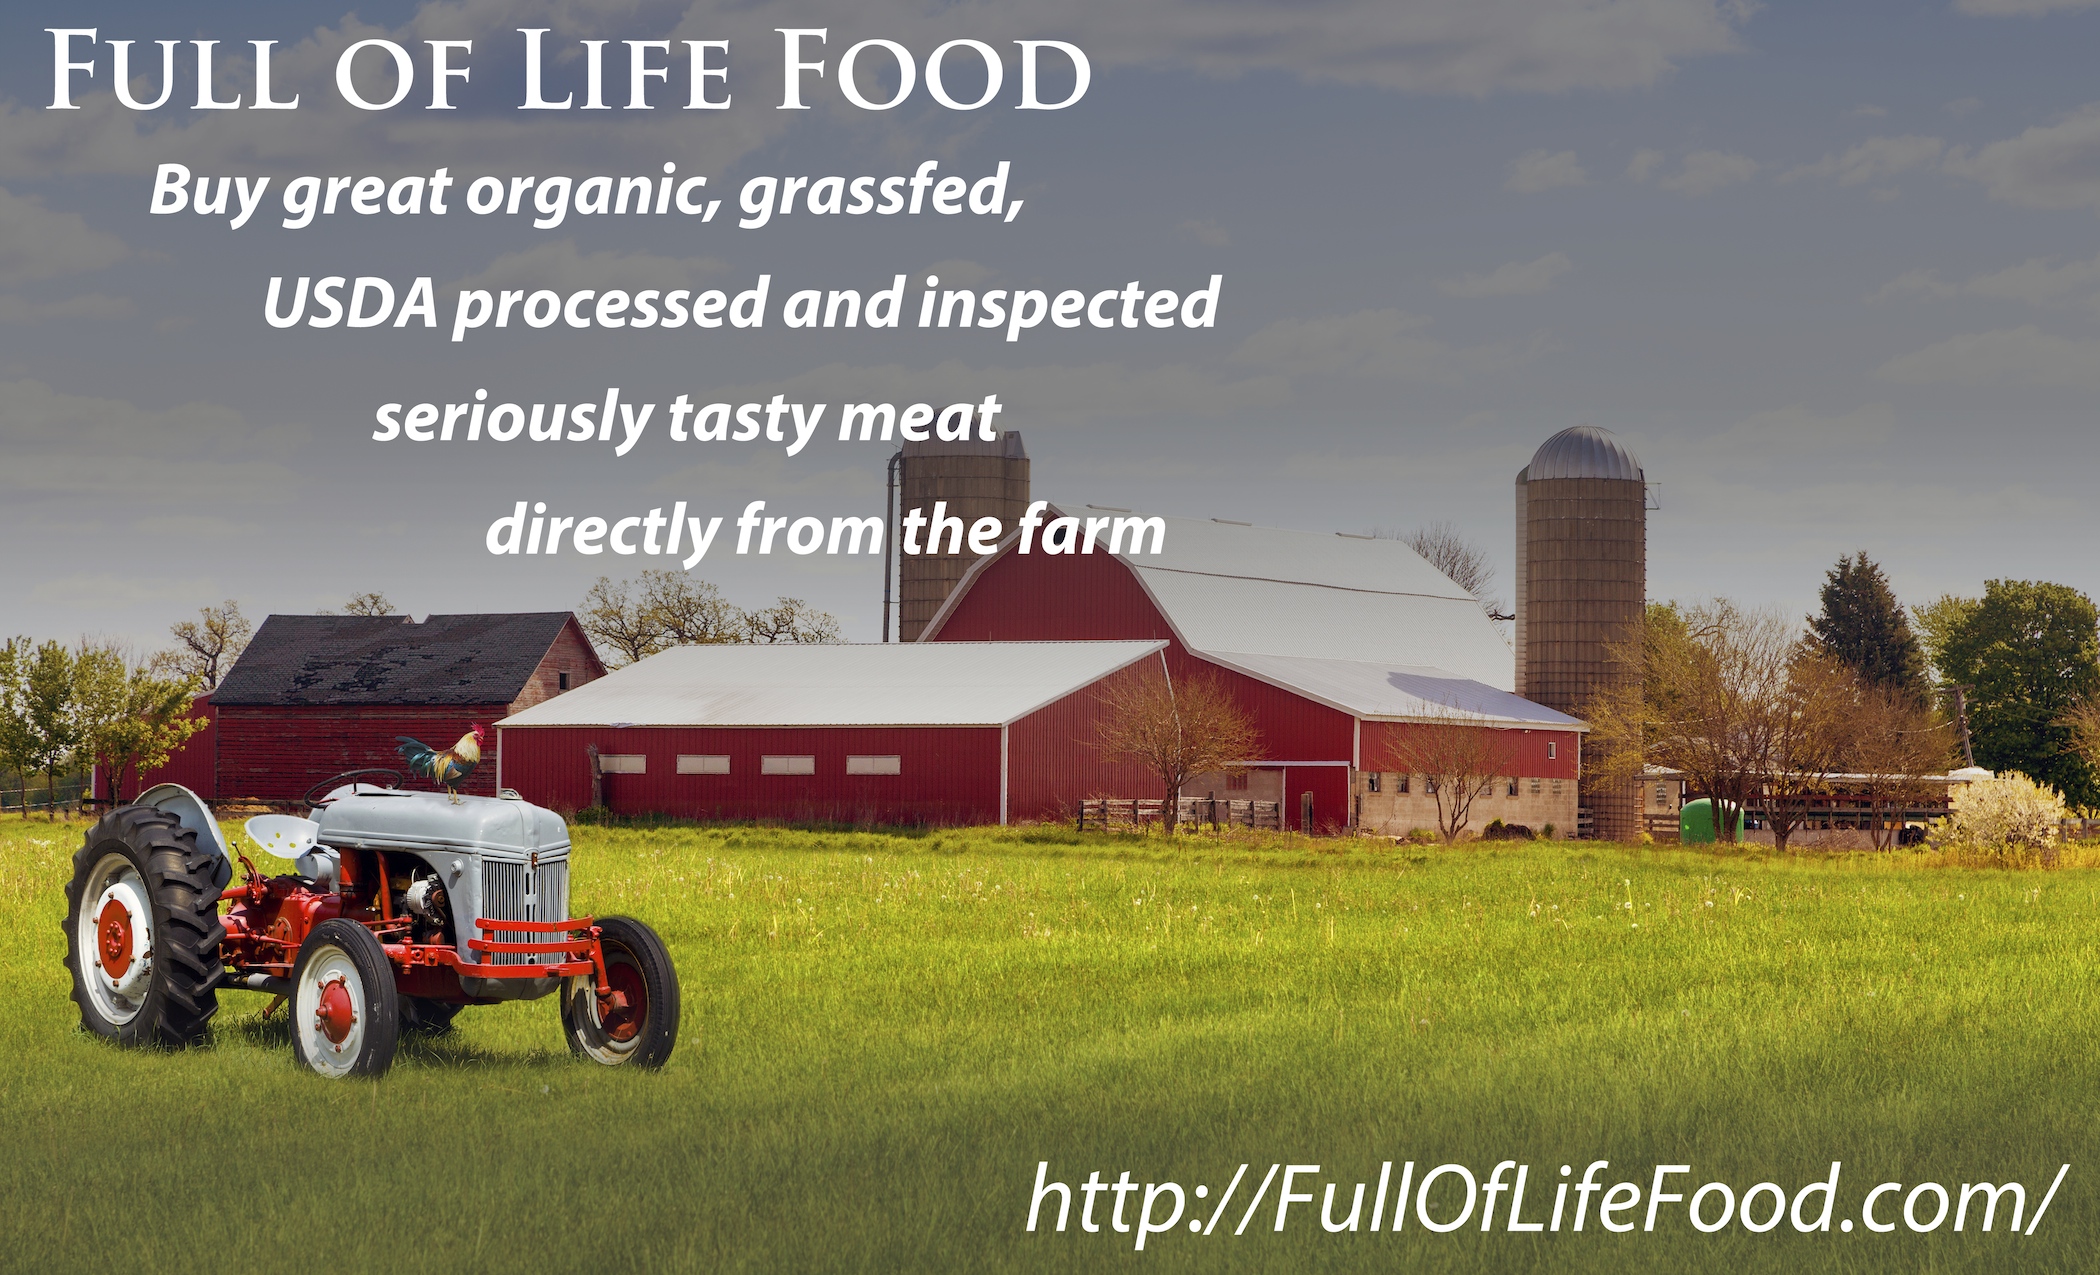 Full of Life Food
Buy great organic, grassfed,
USDA processed and inspected
seriously tasty meat
directly from the farm
http://FullOfLifeFood.com/